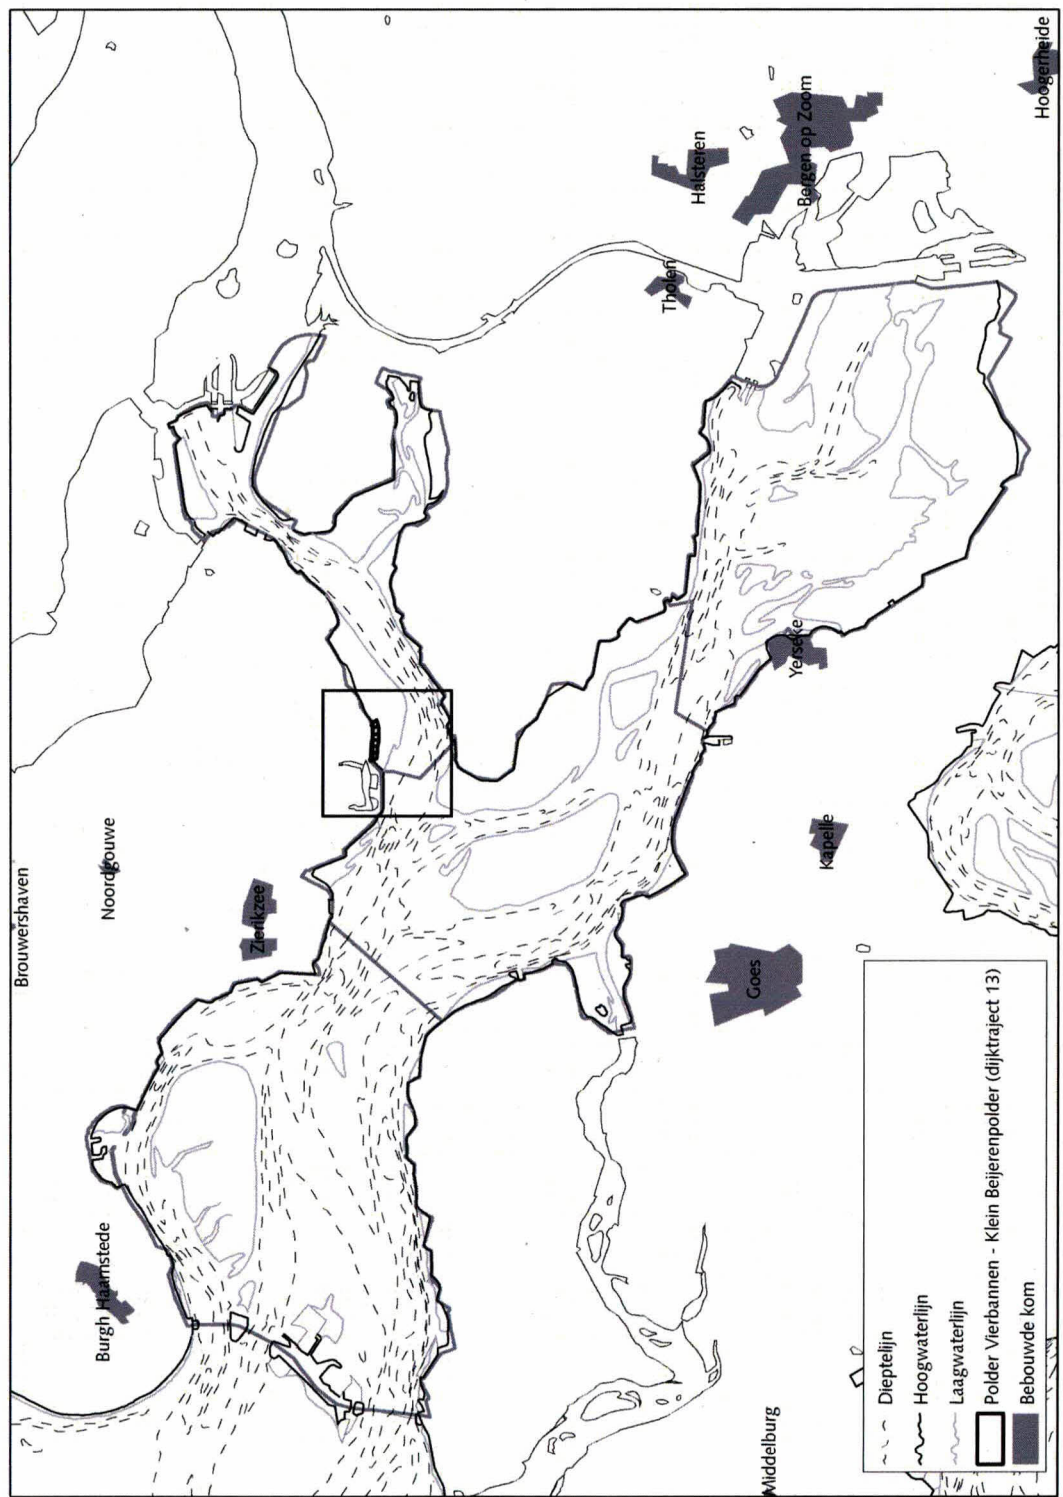 Brouwershaven
Noordgouwe
Zierikzee
Burgh Haamstede
Halsteren
Bergen op Zoom
Hoogerheide
Tholen
Yerseke
Kapelle
Goes
Middelburg
Dieptelijn
Hoogwaterlijn
Laagwaterlijn
Polder Vierbannen - Klein Beijerenpolder (dijktraject 13)
Bebouwde kom